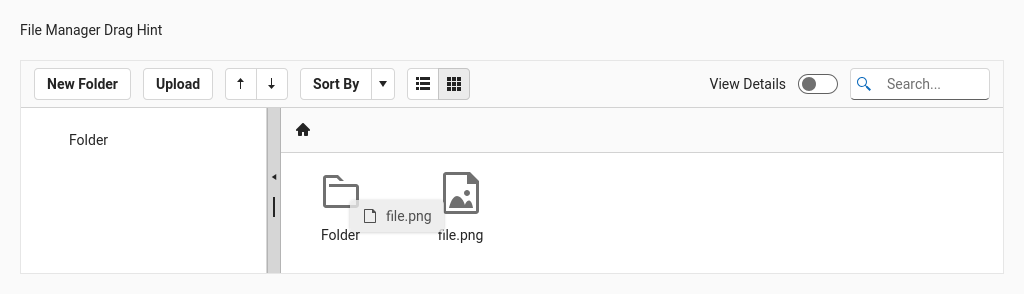 File Manager Drag Hint
New Folder Upload Sort By View Details Search...
Folder
file.png
Folder file.png